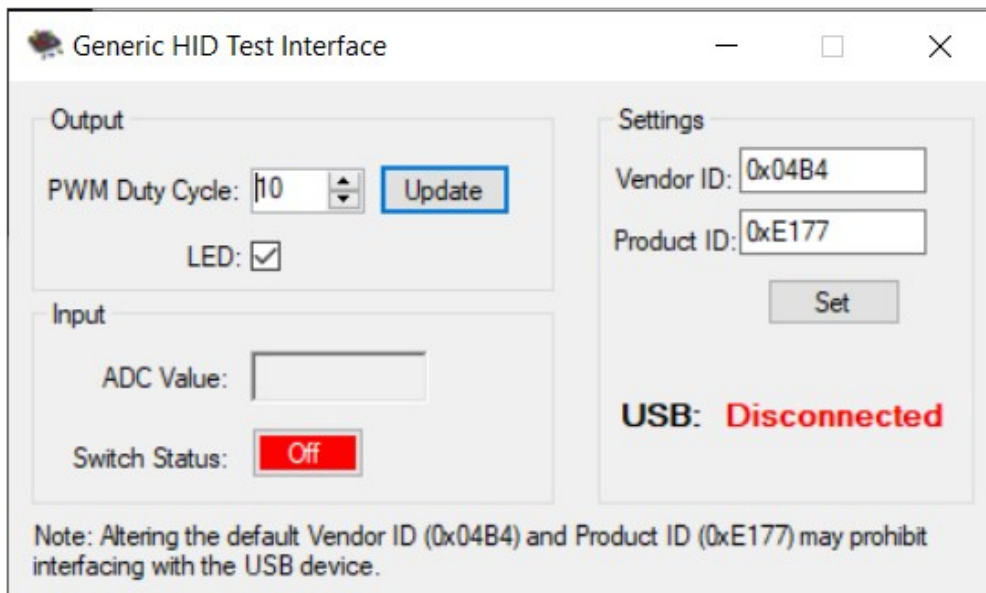 Generic HID Test Interface
Output
PWM Duty Cycle: 10 Update
LED:
Input
ADC Value:
Switch Status: Off
Settings
Vendor ID: 0x04B4
Product ID: 0xE177
Set
USB: Disconnected
Note: Altering the default Vendor ID (0x04B4) and Product ID (0xE177) may prohibit
interfacing with the USB device.